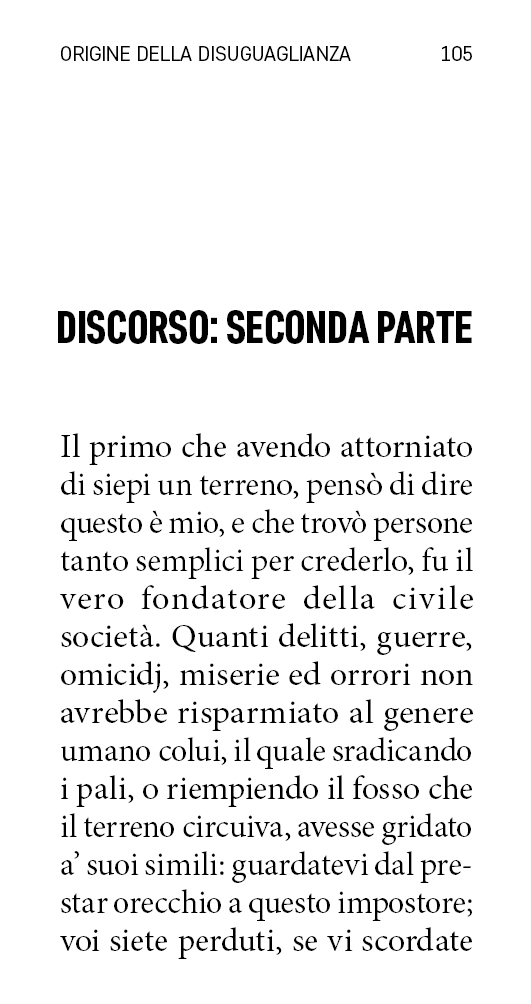 ORIGINE DELLA DISUGUAGLIANZA 105
DISCORSO: SECONDA PARTE
Il primo che avendo attorniato
di siepi un terreno, pensò di dire
questo è mio, e che trovò persone
tanto semplici per crederlo, fu il
vero fondatore della civile
società. Quanti delitti, guerre,
omicidj, miserie ed orrori non
avrebbe risparmiato al genere
umano colui, il quale sradicando
i pali, o riempiendo il fosso che
il terreno circuiva, avesse gridato
a’ suoi simili: guardatevi dal pre-
star orecchio a questo impostore;
voi siete perduti, se vi scordate